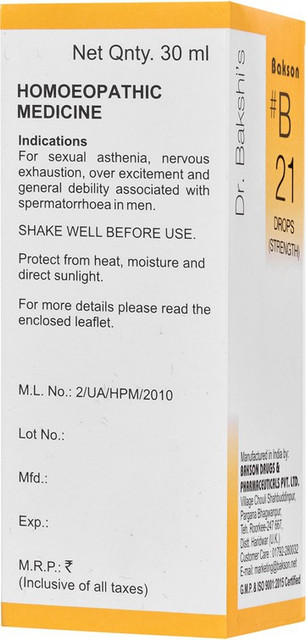 Net Qnty. 30 ml
HOMOEOPATHIC
MEDICINE
Indications
For sexual asthenia, nervous
exhaustion, over excitement and
general debility associated with
spermatorrhoea in men.
SHAKE WELL BEFORE USE.
Protect from heat, moisture and
direct sunlight.
For more details please read the
enclosed leaflet.
M.L. No.: 2/UA/HPM/2010
Lot No.:
Mfd.:
Exp.:
M.R.P.: ₹
(Inclusive of all taxes)
Dr. Bakshi's
Bakson
#B
21
DROPS
(STRENGTH)
Manufactured in India by:
BAKSON DRUGS &
PHARMACEUTICALS PVT. LTD.
Village Chouli Shahbuddinpur,
Pargana Bhagwanpur,
Teh. Roorkee-247 667,
Distt. Haridwar (U.K.)
Customer Care : 01792-280032
E-mail: marketing@bakson.net
G.M.P. & ISO 9001:2015 Certified